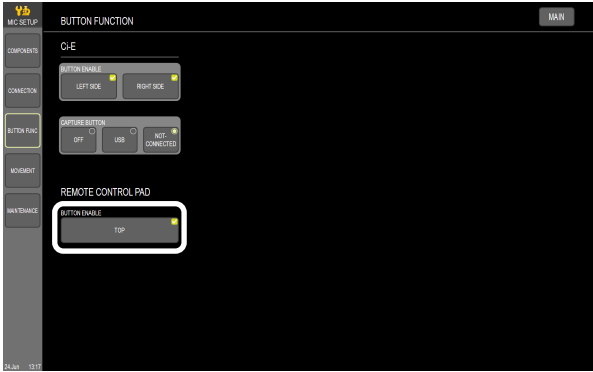 MIC SETUP
BUTTON FUNCTION
MAIN
COMPONENTS
CONNECTION
BUTTON FUNC
MOVEMENT
MAINTENANCE
Ci-E
BUTTON ENABLE
LEFT SIDE
RIGHT SIDE
CAPTURE BUTTON
OFF
USB
NOT-
CONNECTED
REMOTE CONTROL PAD
BUTTON ENABLE
TOP
24.Jun 13:17